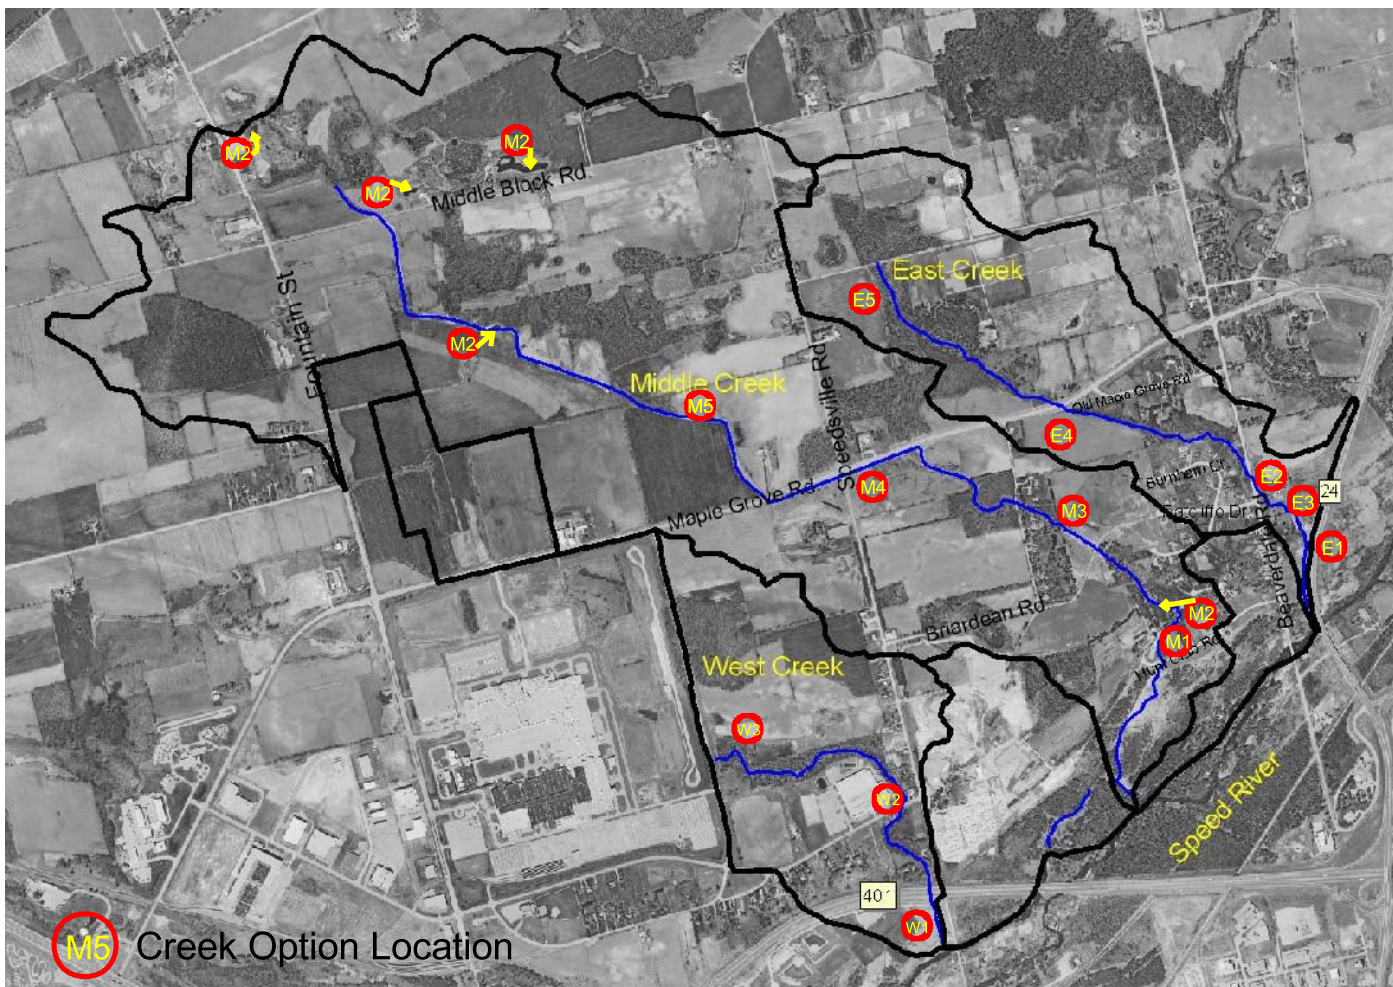 M2
M2
M2
Middle Block Rd
East Creek
Fountain St
E5
M2
Speedsville Rd
Middle Creek
M5
Old Maple Grove Rd
E4
Burnham Cr.
E2
M4
Maple Grove Rd.
24
E3
M3
Beaverdale Rd
E1
Briardean Rd
M2
M1
West Creek
W3
W2
Speed River
401
W1
M5 Creek Option Location